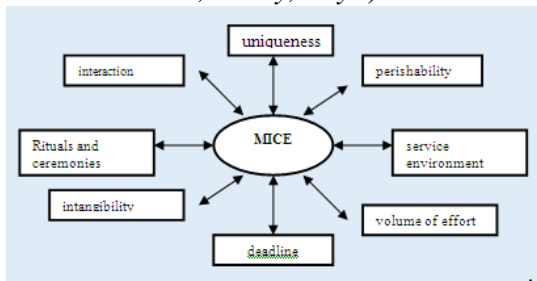 uniqueness
interaction
perishability
MICE
Rituals and
ceremonies
service
environment
intangibility
volume of effort
deadline